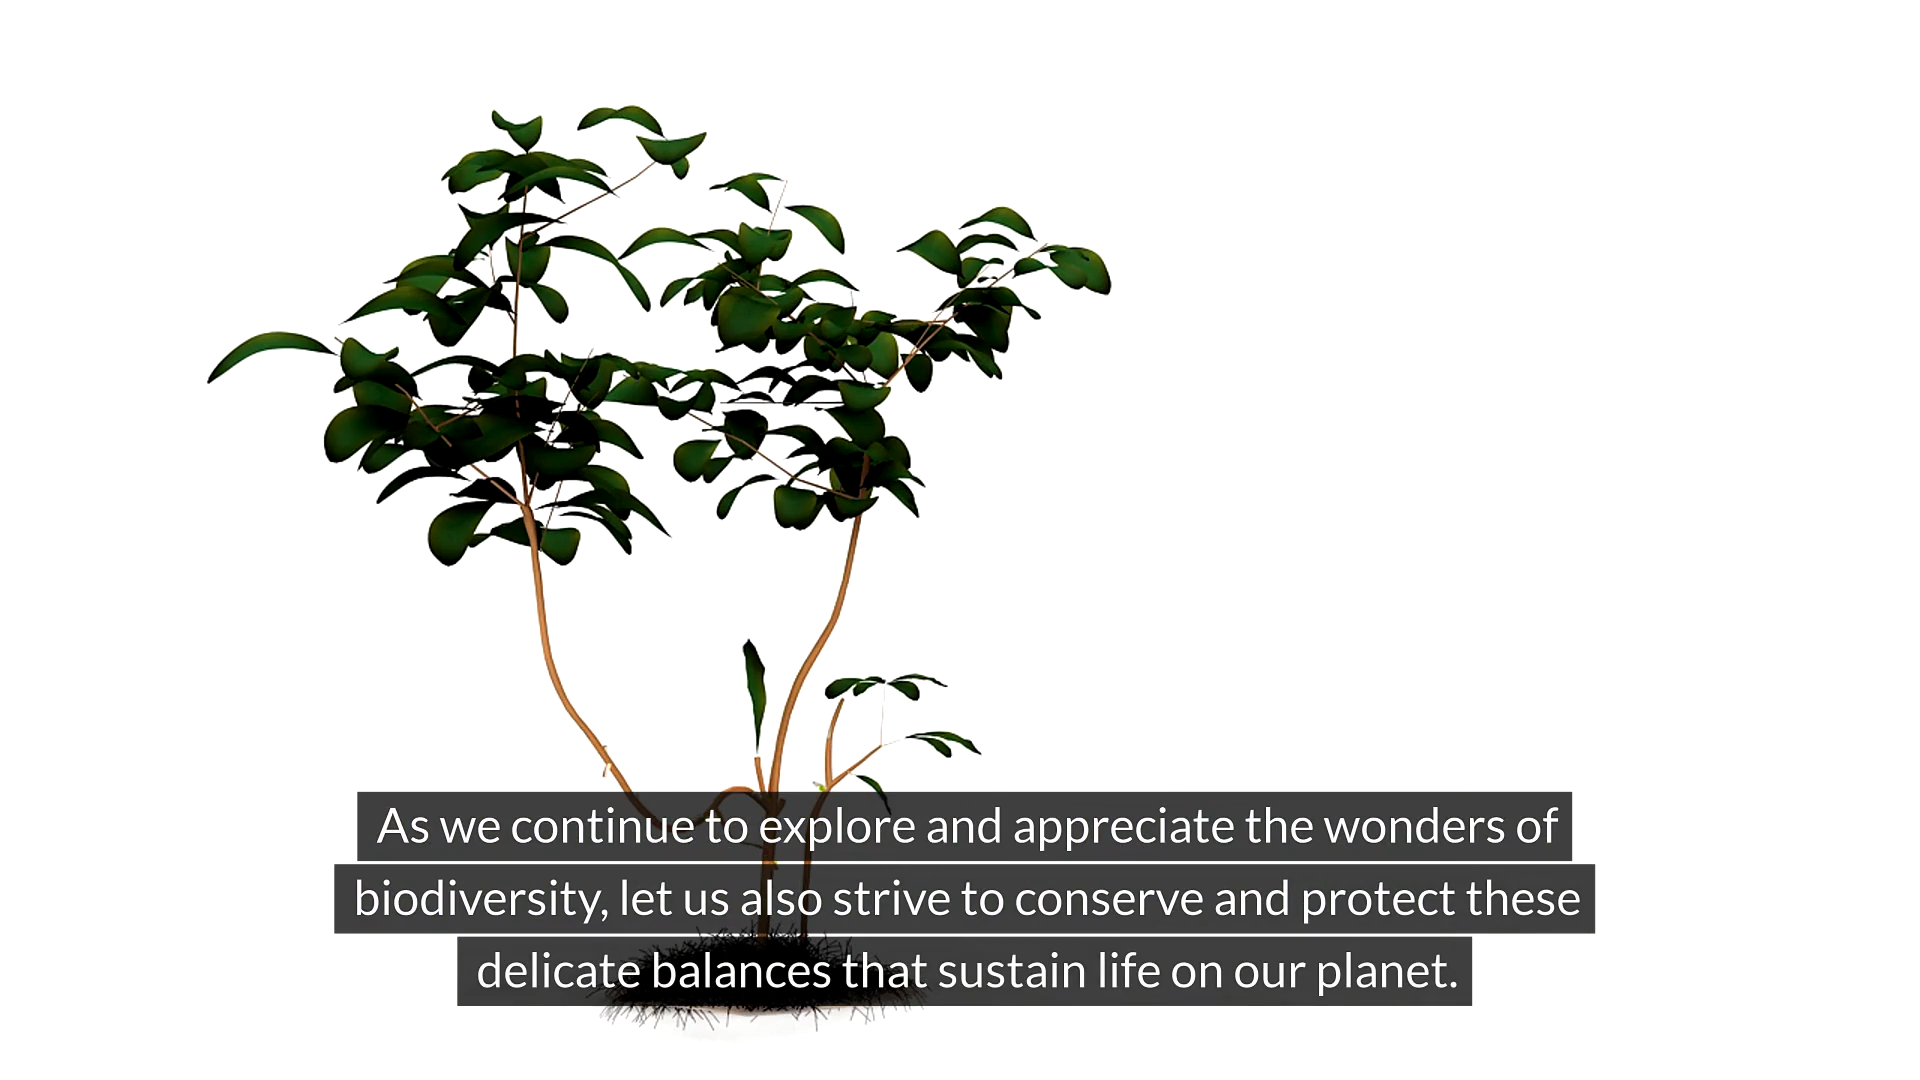 As we continue to explore and appreciate the wonders of
biodiversity, let us also strive to conserve and protect these
delicate balances that sustain life on our planet.